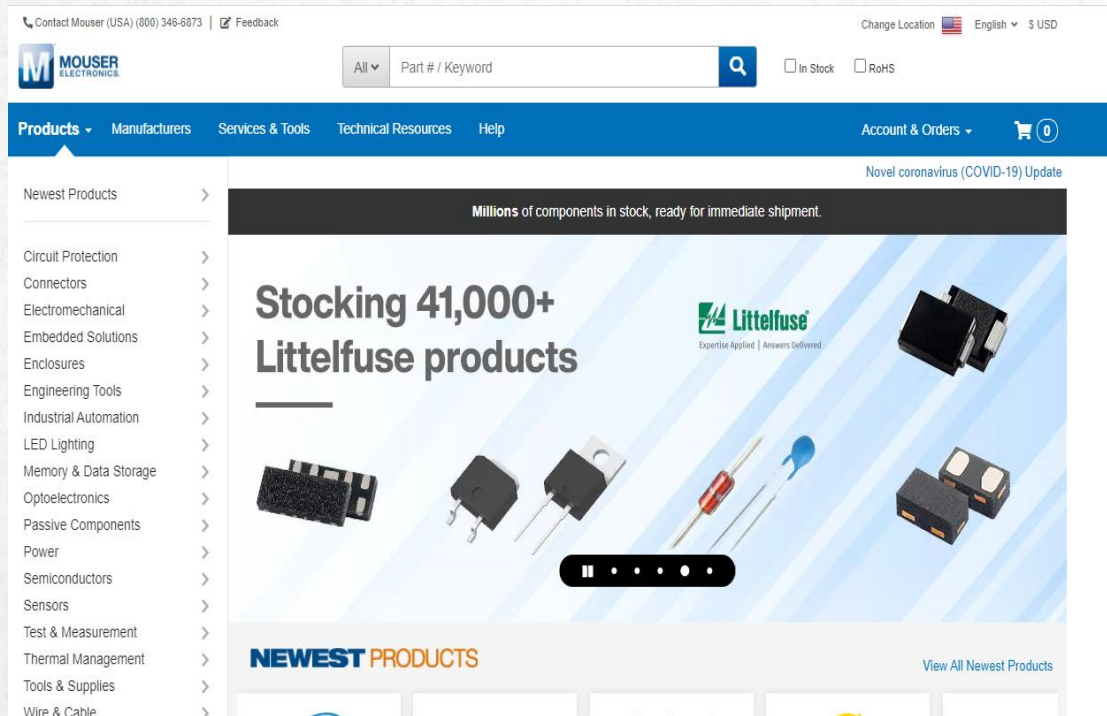 Contact Mouser (USA) (800) 346-6873 | Feedback
Change Location English $ USD
M MOUSER ELECTRONICS
All Part # / Keyword
In Stock RoHS
Products Manufacturers Services & Tools Technical Resources Help
Account & Orders 0
Novel coronavirus (COVID-19) Update
Newest Products
Circuit Protection
Connectors
Electromechanical
Embedded Solutions
Enclosures
Engineering Tools
Industrial Automation
LED Lighting
Memory & Data Storage
Optoelectronics
Passive Components
Power
Semiconductors
Sensors
Test & Measurement
Thermal Management
Tools & Supplies
Wire & Cable
Millions of components in stock, ready for immediate shipment.
Stocking 41,000+
Littelfuse products
Littelfuse®
Expertise Applied | Answers Delivered
NEWEST PRODUCTS
View All Newest Products